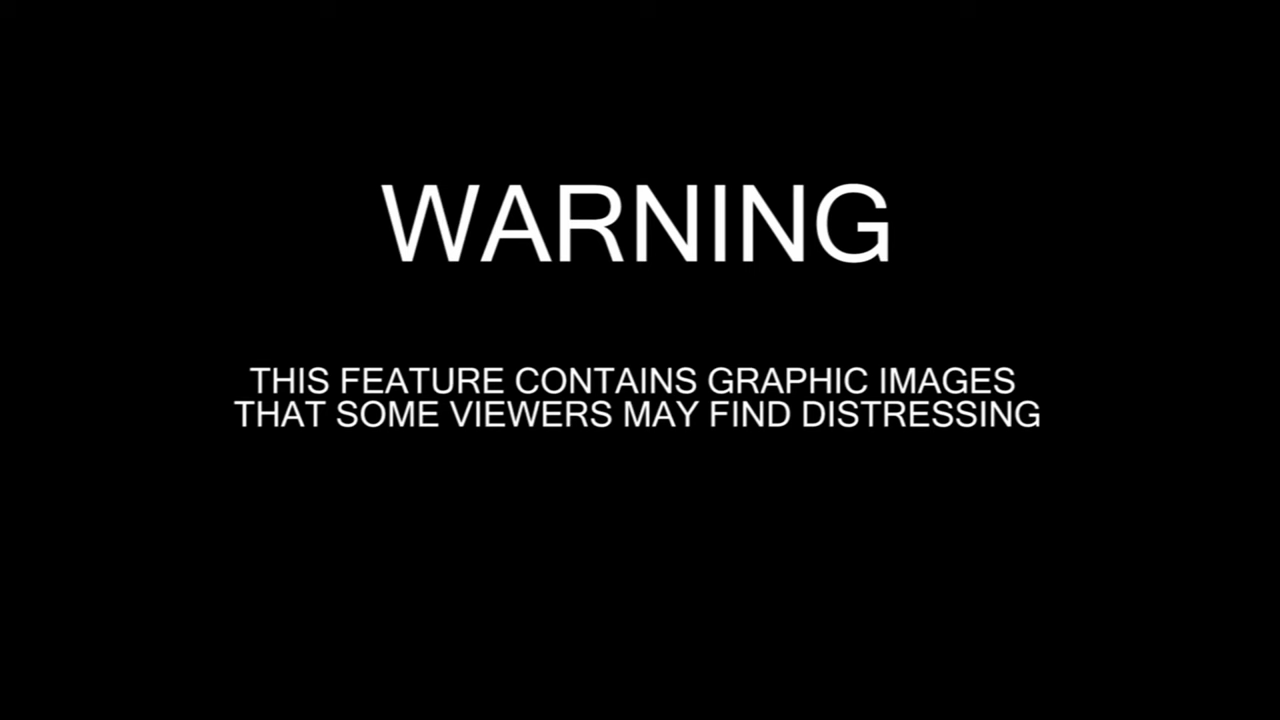 WARNING
THIS FEATURE CONTAINS GRAPHIC IMAGES
THAT SOME VIEWERS MAY FIND DISTRESSING